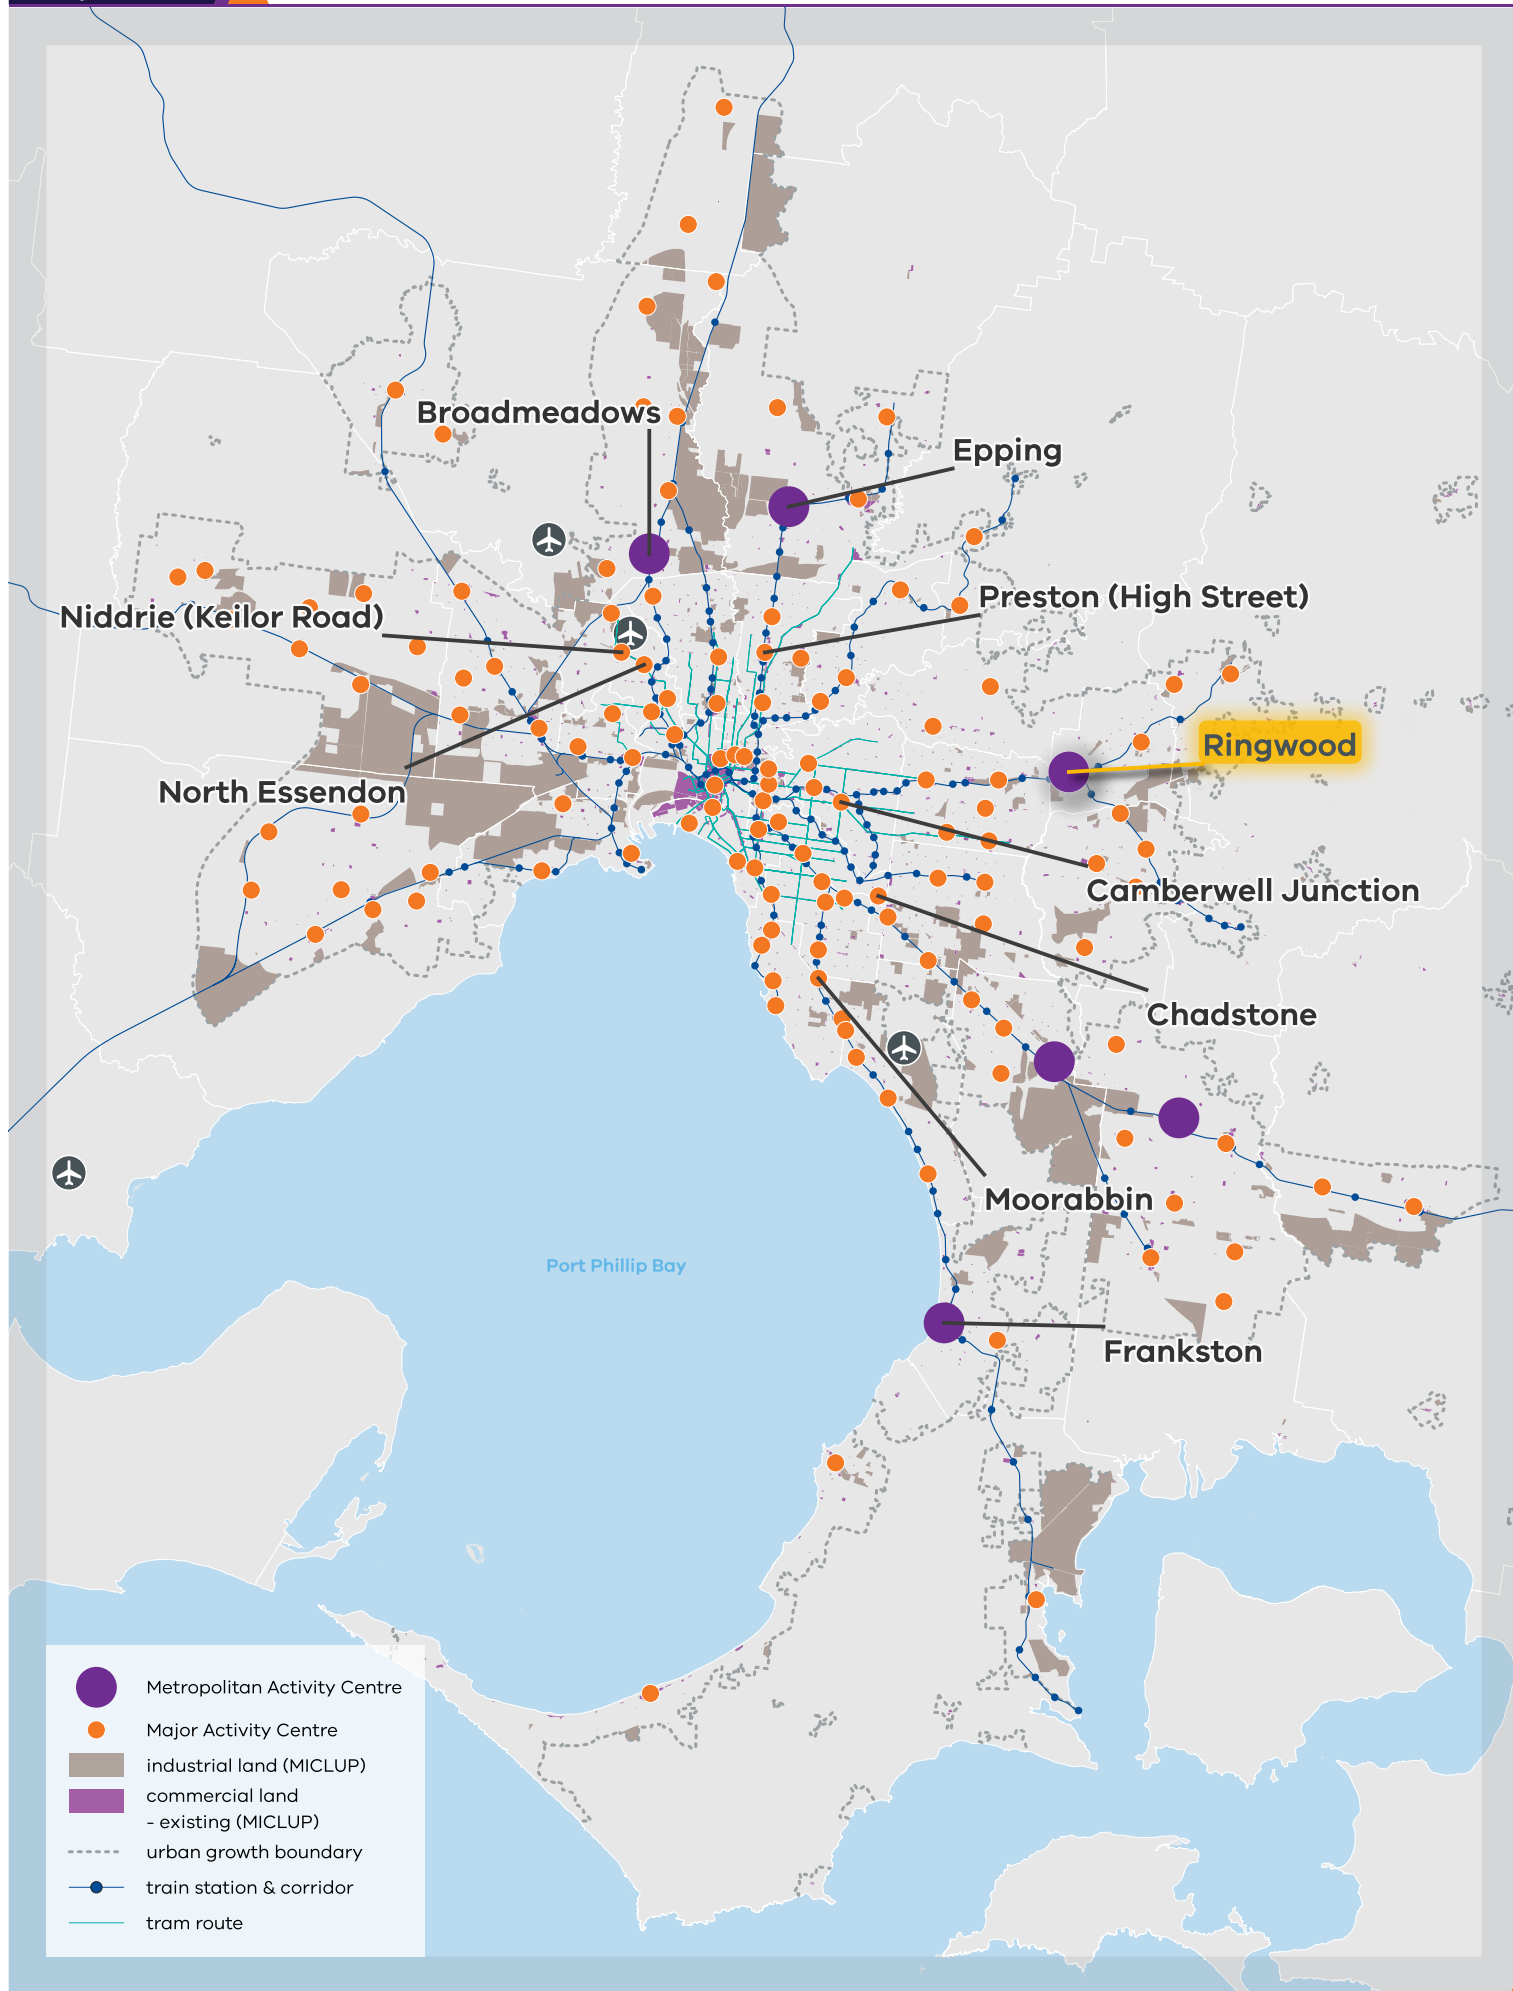 Broadmeadows
Epping
Preston (High Street)
Niddrie (Keilor Road)
Ringwood
North Essendon
Camberwell Junction
Chadstone
Moorabbin
Port Phillip Bay
Frankston
Metropolitan Activity Centre
Major Activity Centre
industrial land (MICLUP)
commercial land
- existing (MICLUP)
urban growth boundary
train station & corridor
tram route